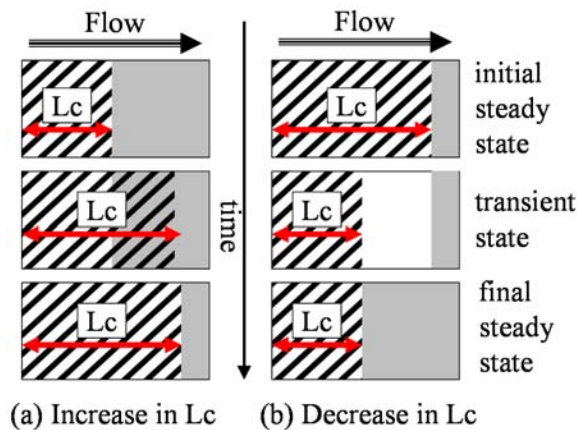 Flow
Flow
Lc
Lc
initial
steady
state
Lc
Lc
time
transient
state
Lc
Lc
final
steady
state
(a) Increase in Lc
(b) Decrease in Lc